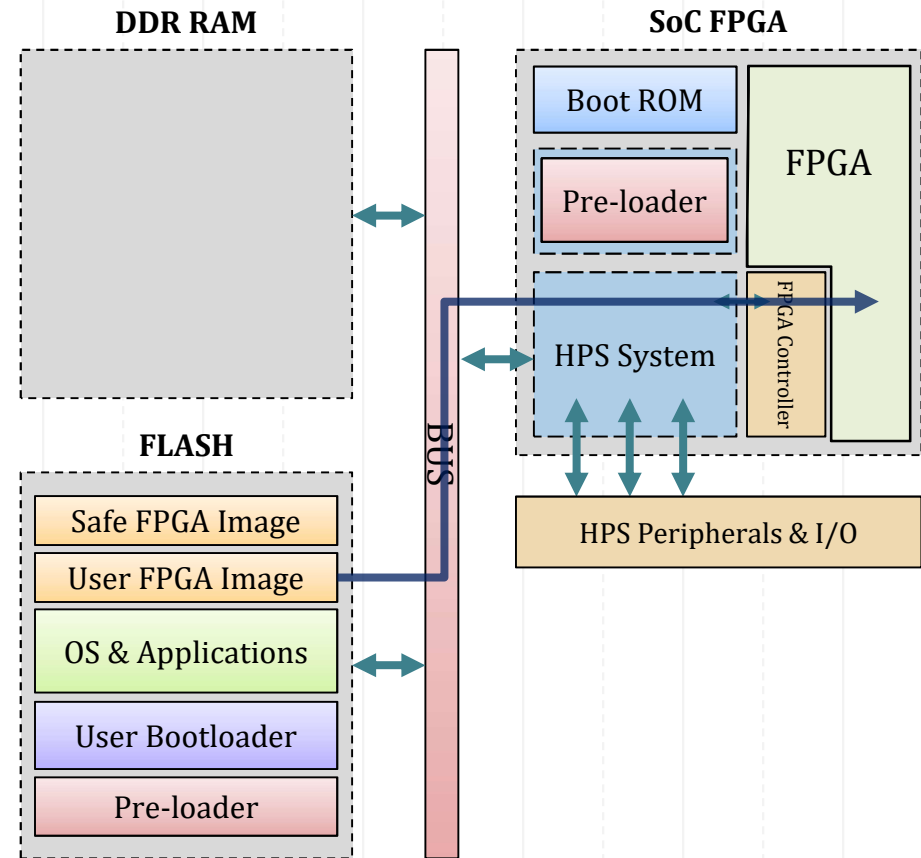 DDR RAM
SoC FPGA
Boot ROM
FPGA
Pre-loader
HPS System
FPGA Controller
BUS
FLASH
Safe FPGA Image
User FPGA Image
OS & Applications
User Bootloader
Pre-loader
HPS Peripherals & I/O